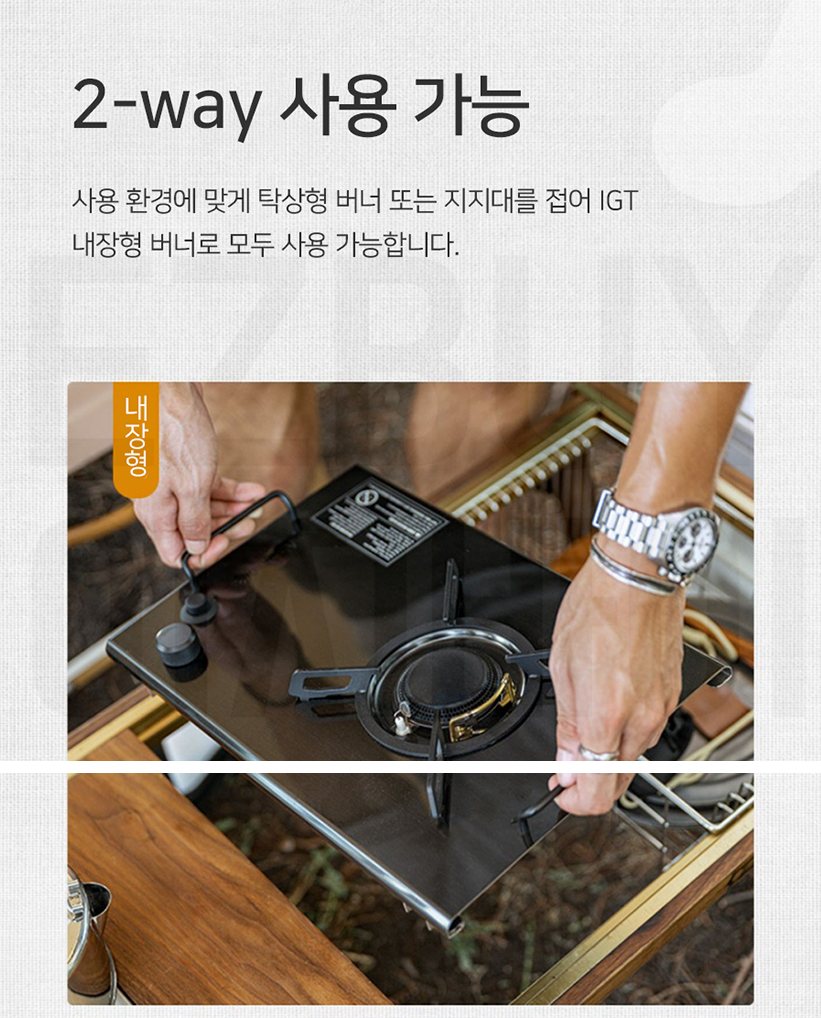 2-way 사용 가능
사용 환경에 맞게 탁상형 버너 또는 지지대를 접어 IGT
내장형 버너로 모두 사용 가능합니다.
EZBUY
내장형